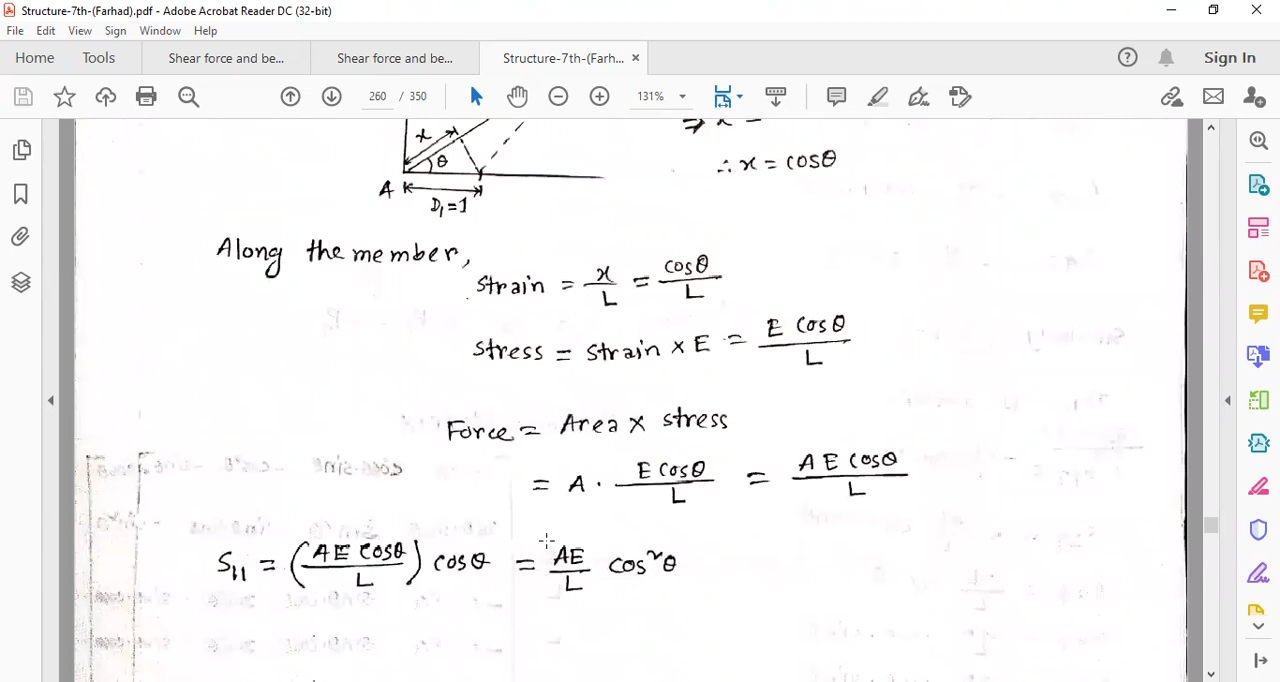 Structure-7th-(Farhad).pdf - Adobe Acrobat Reader DC (32-bit)
File Edit View Sign Window Help
Home Tools Shear force and be... Shear force and be... Structure-7th-(Farh... × Sign In
260 / 350 131%
x
⇒ x =
θ
∴ x = cosθ
A
D₁=1
Along the member,
Strain = x/L = cosθ/L
Stress = Strain × E = E cosθ/L
Force = Area × stress
= A · E cosθ/L = AE cosθ/L
S₁₁ = (AE cosθ/L) cosθ = AE/L cos²θ